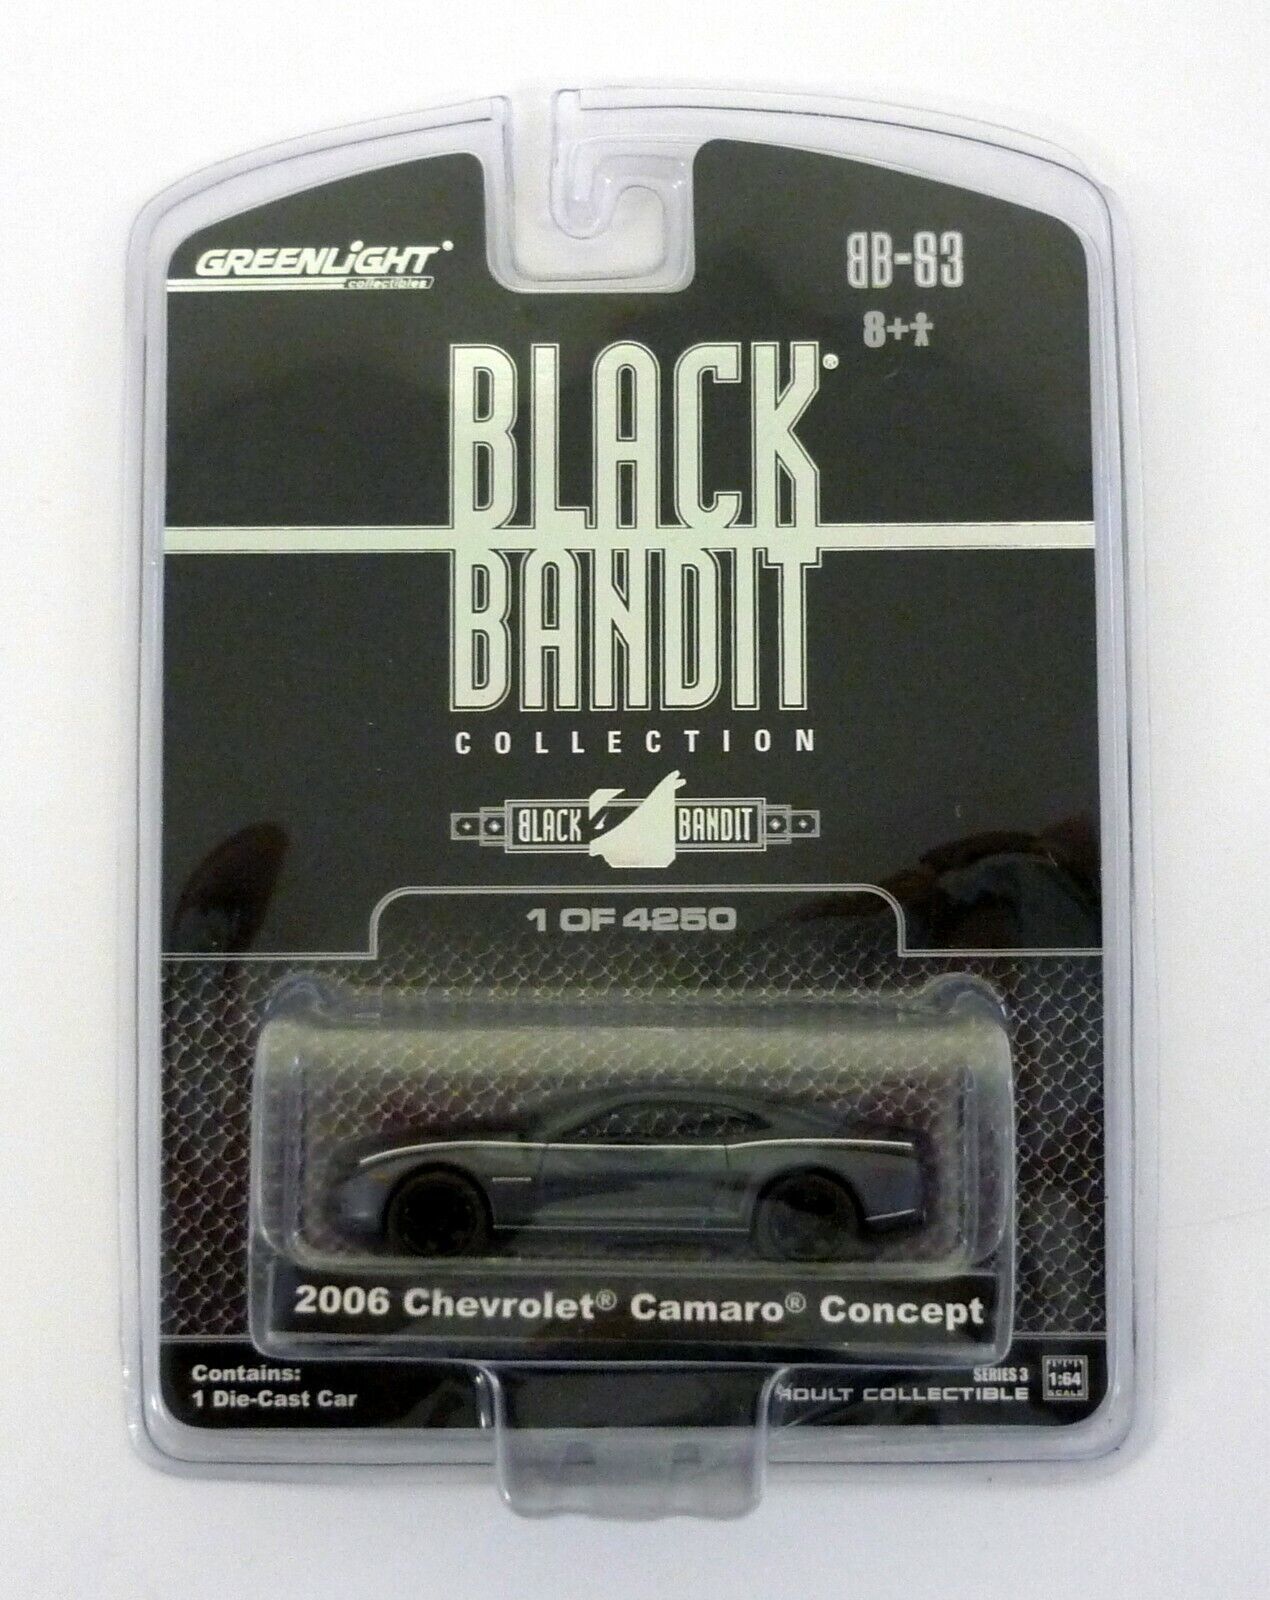 GREENLIGHT®
collectibles
BB-S3
8+
BLACK®
BANDIT
COLLECTION
BLACK BANDIT
1 OF 4250
2006 Chevrolet® Camaro® Concept
Contains:
1 Die-Cast Car
SERIES 3
ADULT COLLECTIBLE
1:64
SCALE